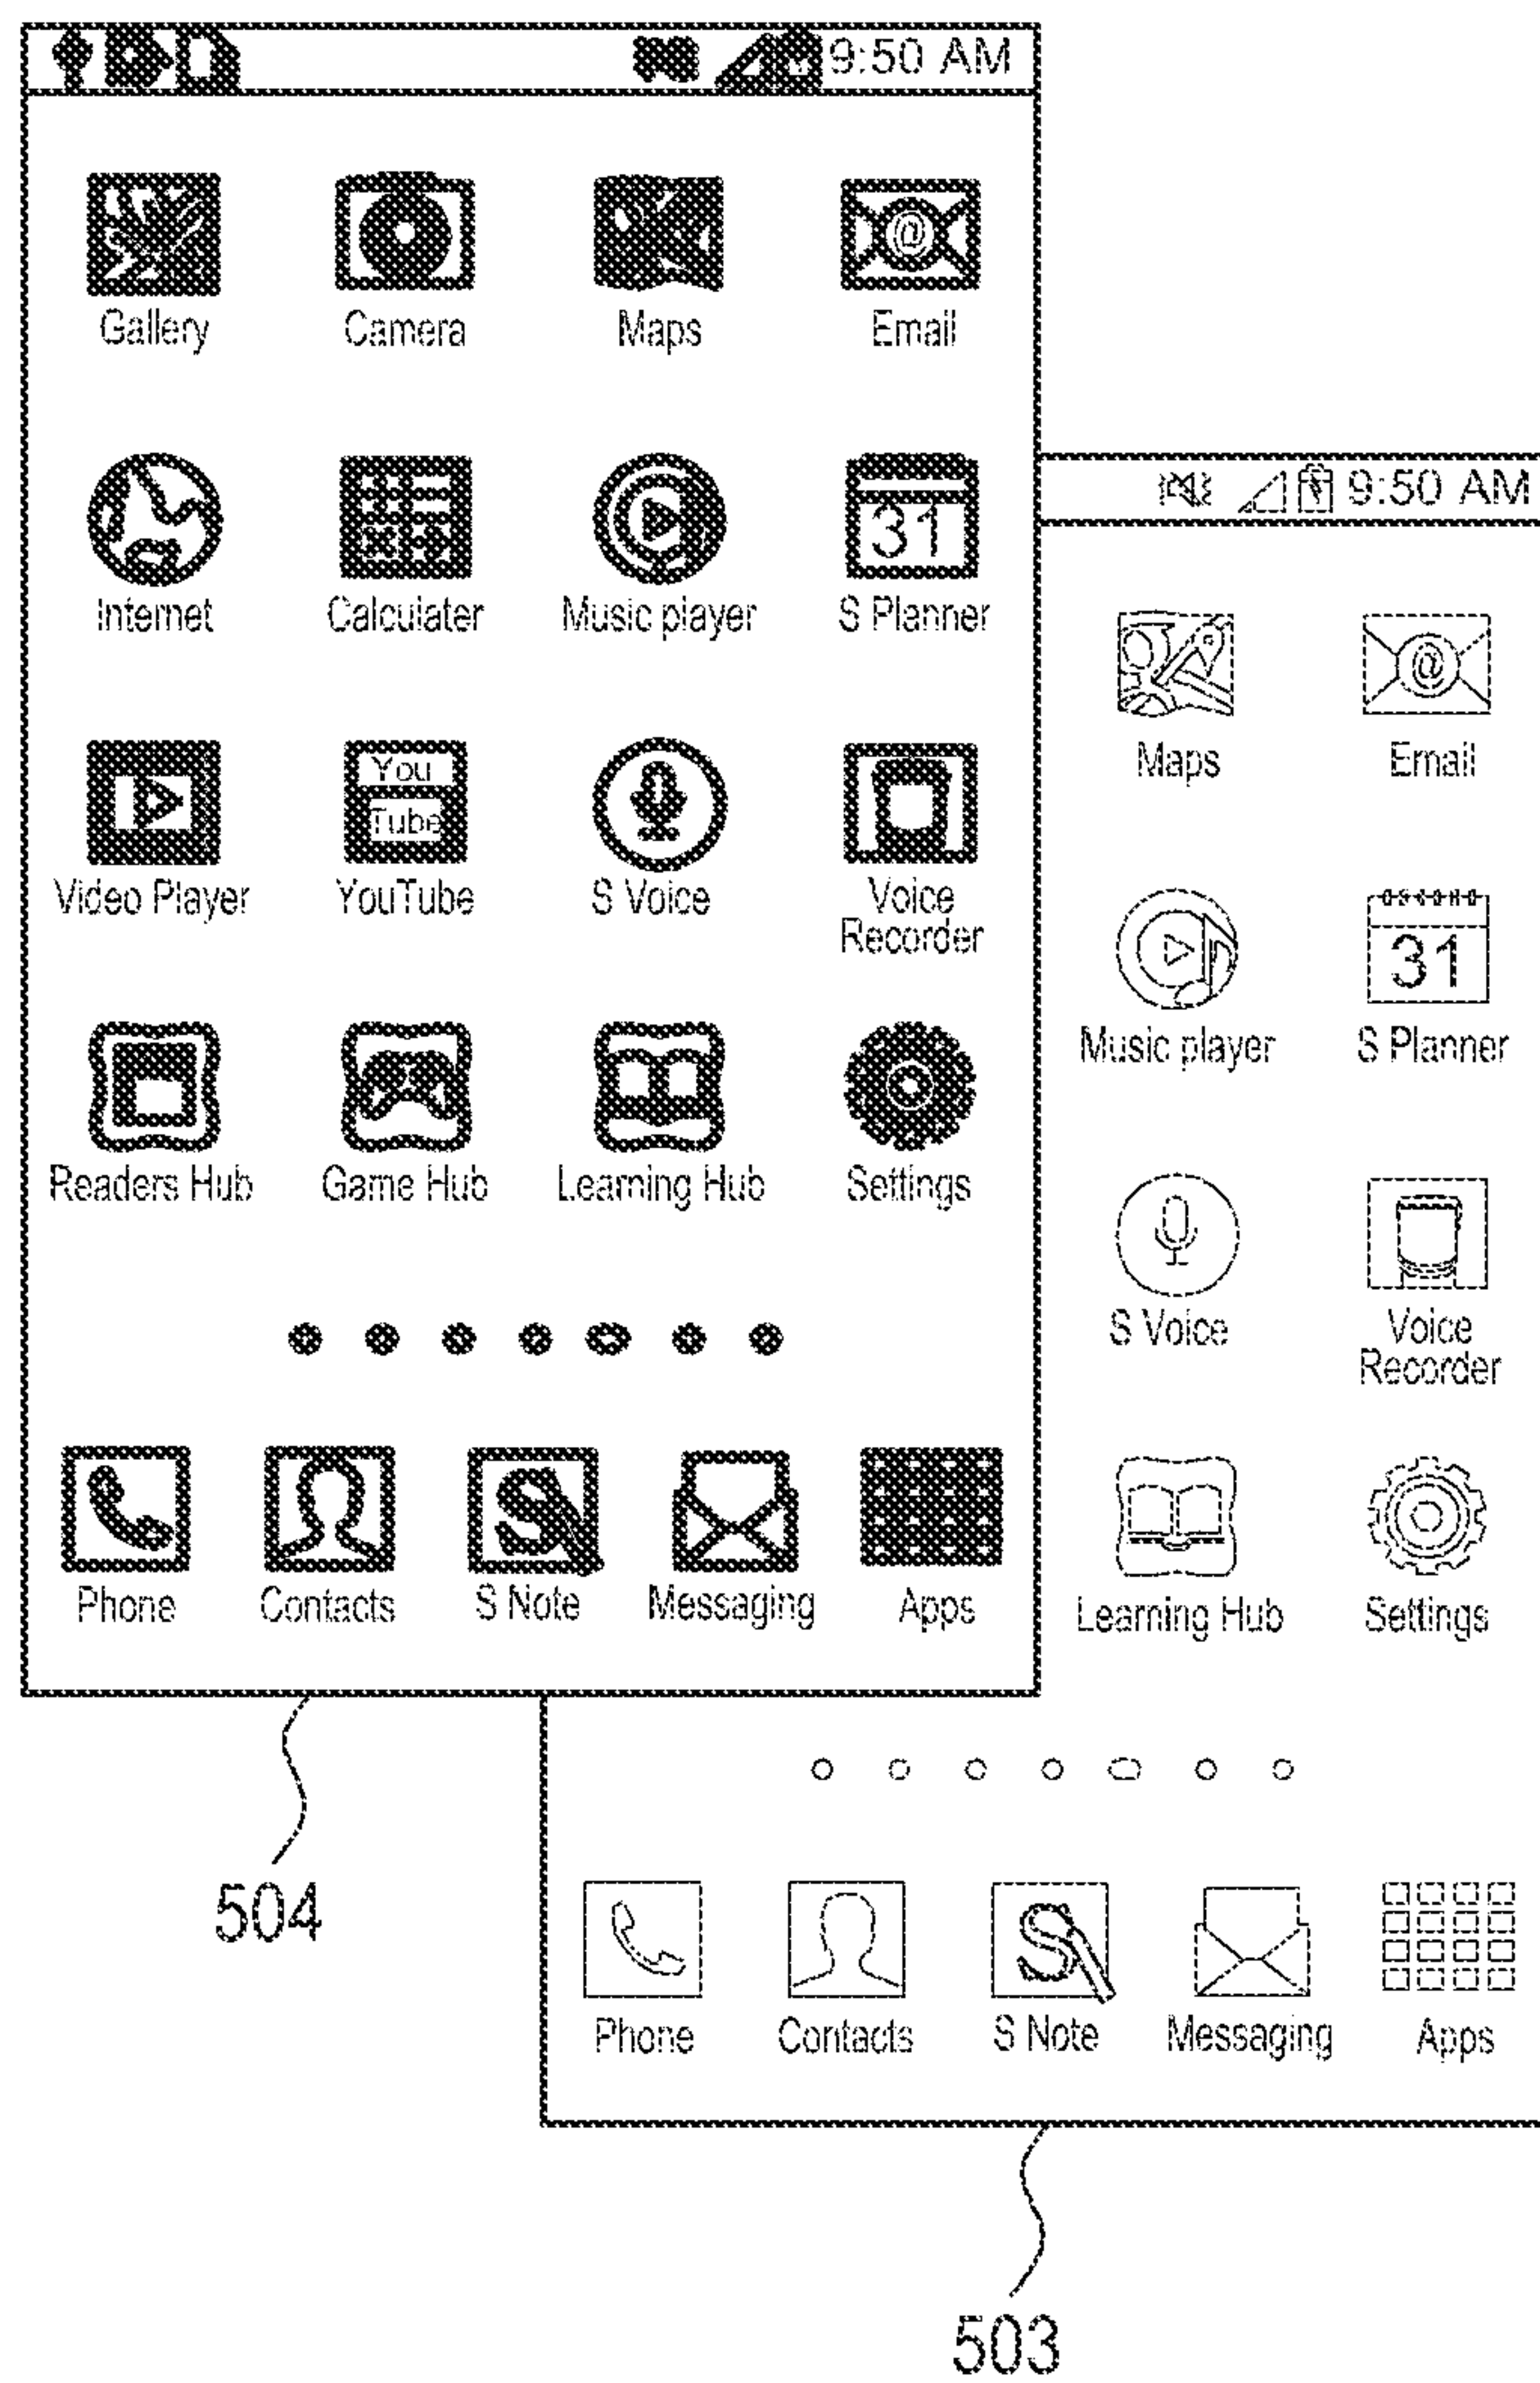 9:50 AM
Gallery Camera Maps Email
31
Internet Calculater Music player S Planner
You
Tube
Video Player YouTube S Voice Voice
Recorder
Readers Hub Game Hub Learning Hub Settings
S
Phone Contacts S Note Messaging Apps
504
9:50 AM
@
Maps Email
31
Music player S Planner
S Voice Voice
Recorder
Learning Hub Settings
S
Phone Contacts S Note Messaging Apps
503